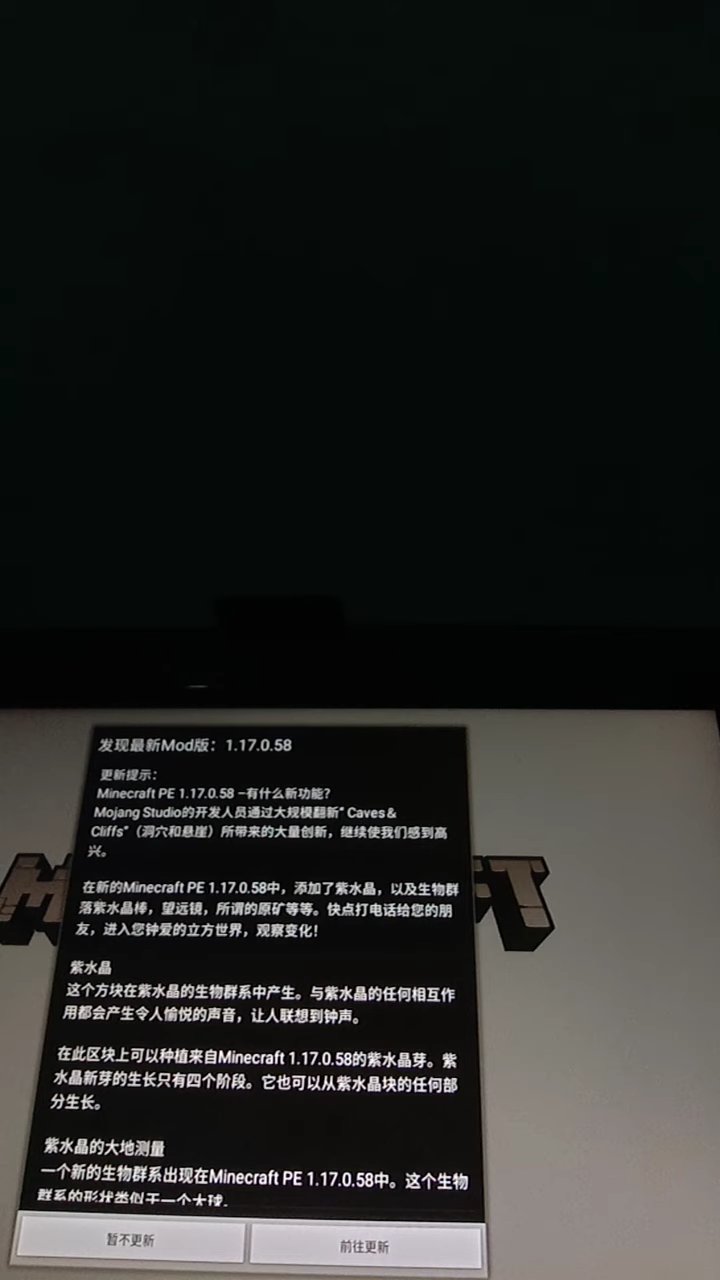 发现最新Mod版：1.17.0.58
更新提示：
Minecraft PE 1.17.0.58 –有什么新功能？
Mojang Studio的开发人员通过大规模翻新“ Caves＆
Cliffs”（洞穴和悬崖）所带来的大量创新，继续使我们感到高
兴。
在新的Minecraft PE 1.17.0.58中，添加了紫水晶，以及生物群
落紫水晶棒，望远镜，所谓的原矿等等。快点打电话给您的朋
友，进入您钟爱的立方世界，观察变化！
紫水晶
这个方块在紫水晶的生物群系中产生。与紫水晶的任何相互作
用都会产生令人愉悦的声音，让人联想到钟声。
在此区块上可以种植来自Minecraft 1.17.0.58的紫水晶芽。紫
水晶新芽的生长只有四个阶段。它也可以从紫水晶块的任何部
分生长。
紫水晶的大地测量
一个新的生物群系出现在Minecraft PE 1.17.0.58中。这个生物
群系的形状类似于一个大球。
暂不更新
前往更新